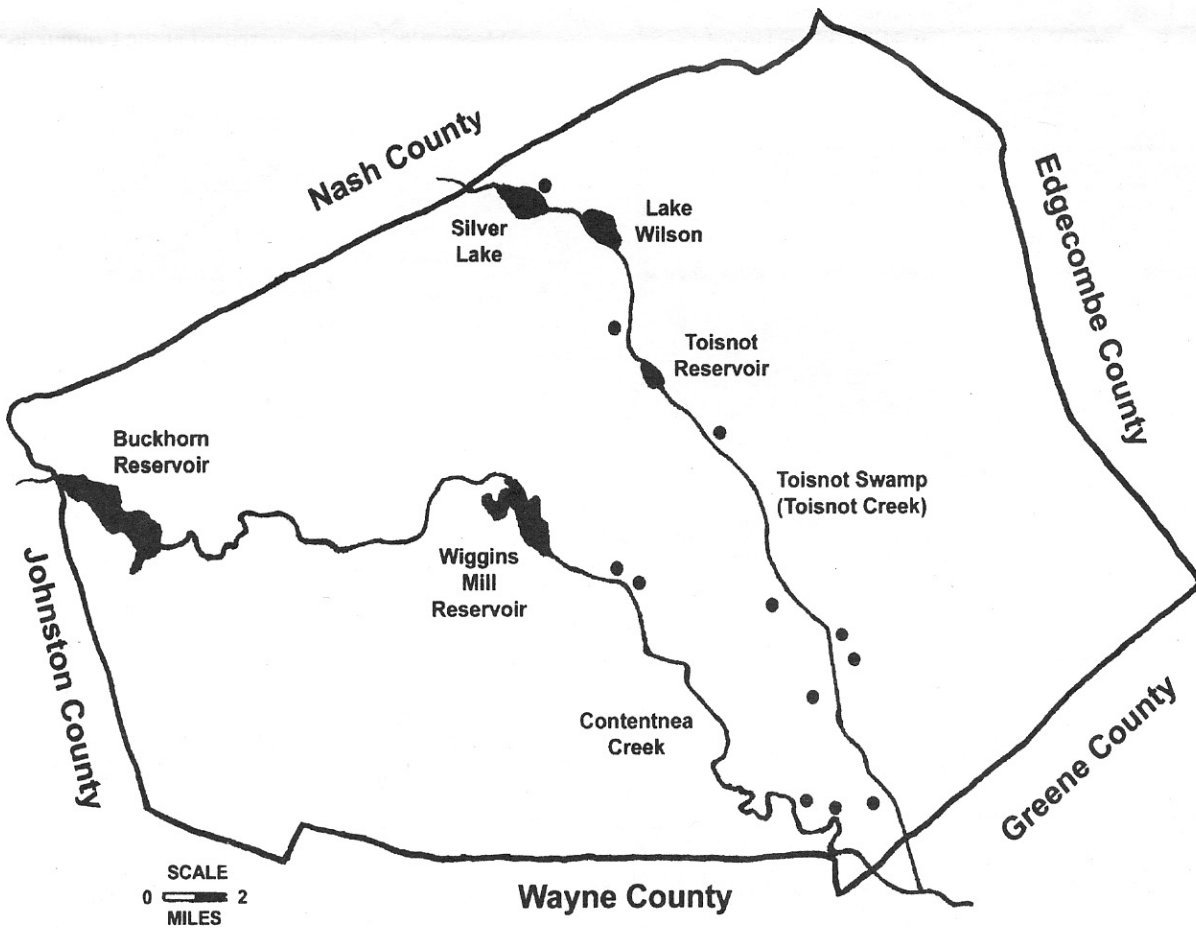 Nash County
Edgecombe County
Silver
Lake
Lake
Wilson
Toisnot
Reservoir
Buckhorn
Reservoir
Toisnot Swamp
(Toisnot Creek)
Wiggins
Mill
Reservoir
Johnston County
Contentnea
Creek
Greene County
SCALE
0 2
MILES
Wayne County